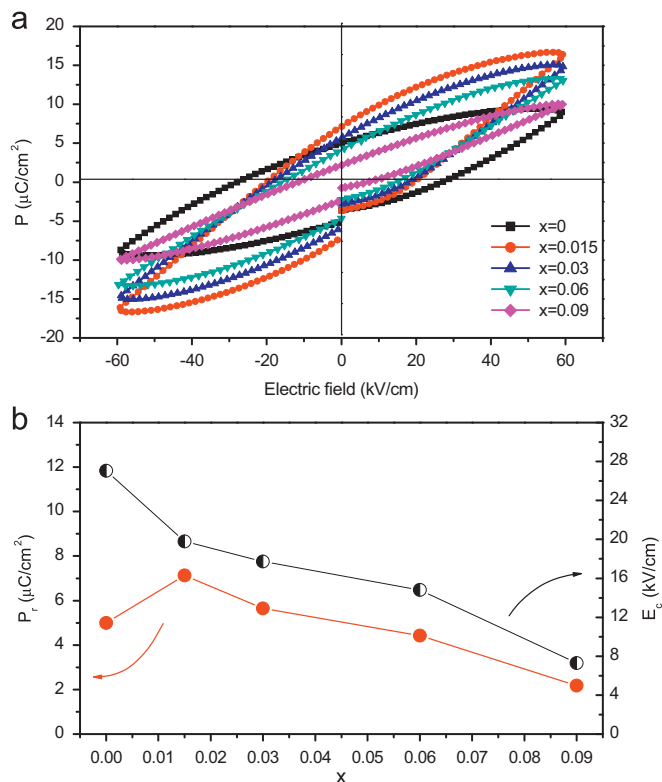 a
20
15
10
5
0
-5
-10
-15
-20
P (μC/cm²)
x=0
x=0.015
x=0.03
x=0.06
x=0.09
-60 -40 -20 0 20 40 60
Electric field (kV/cm)
b
14
12
10
8
6
4
2
0
P_r (μC/cm²)
32
28
24
20
16
12
8
4
0
E_c (kV/cm)
0.00 0.01 0.02 0.03 0.04 0.05 0.06 0.07 0.08 0.09
x